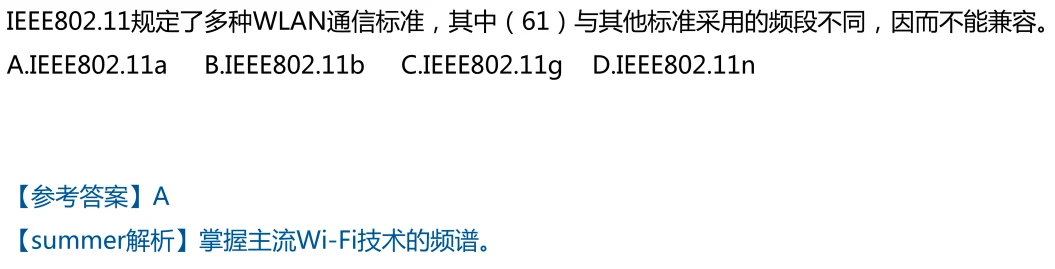 IEEE802.11规定了多种WLAN通信标准，其中（61）与其他标准采用的频段不同，因而不能兼容。
A.IEEE802.11a B.IEEE802.11b C.IEEE802.11g D.IEEE802.11n
【参考答案】A
【summer解析】掌握主流Wi-Fi技术的频谱。